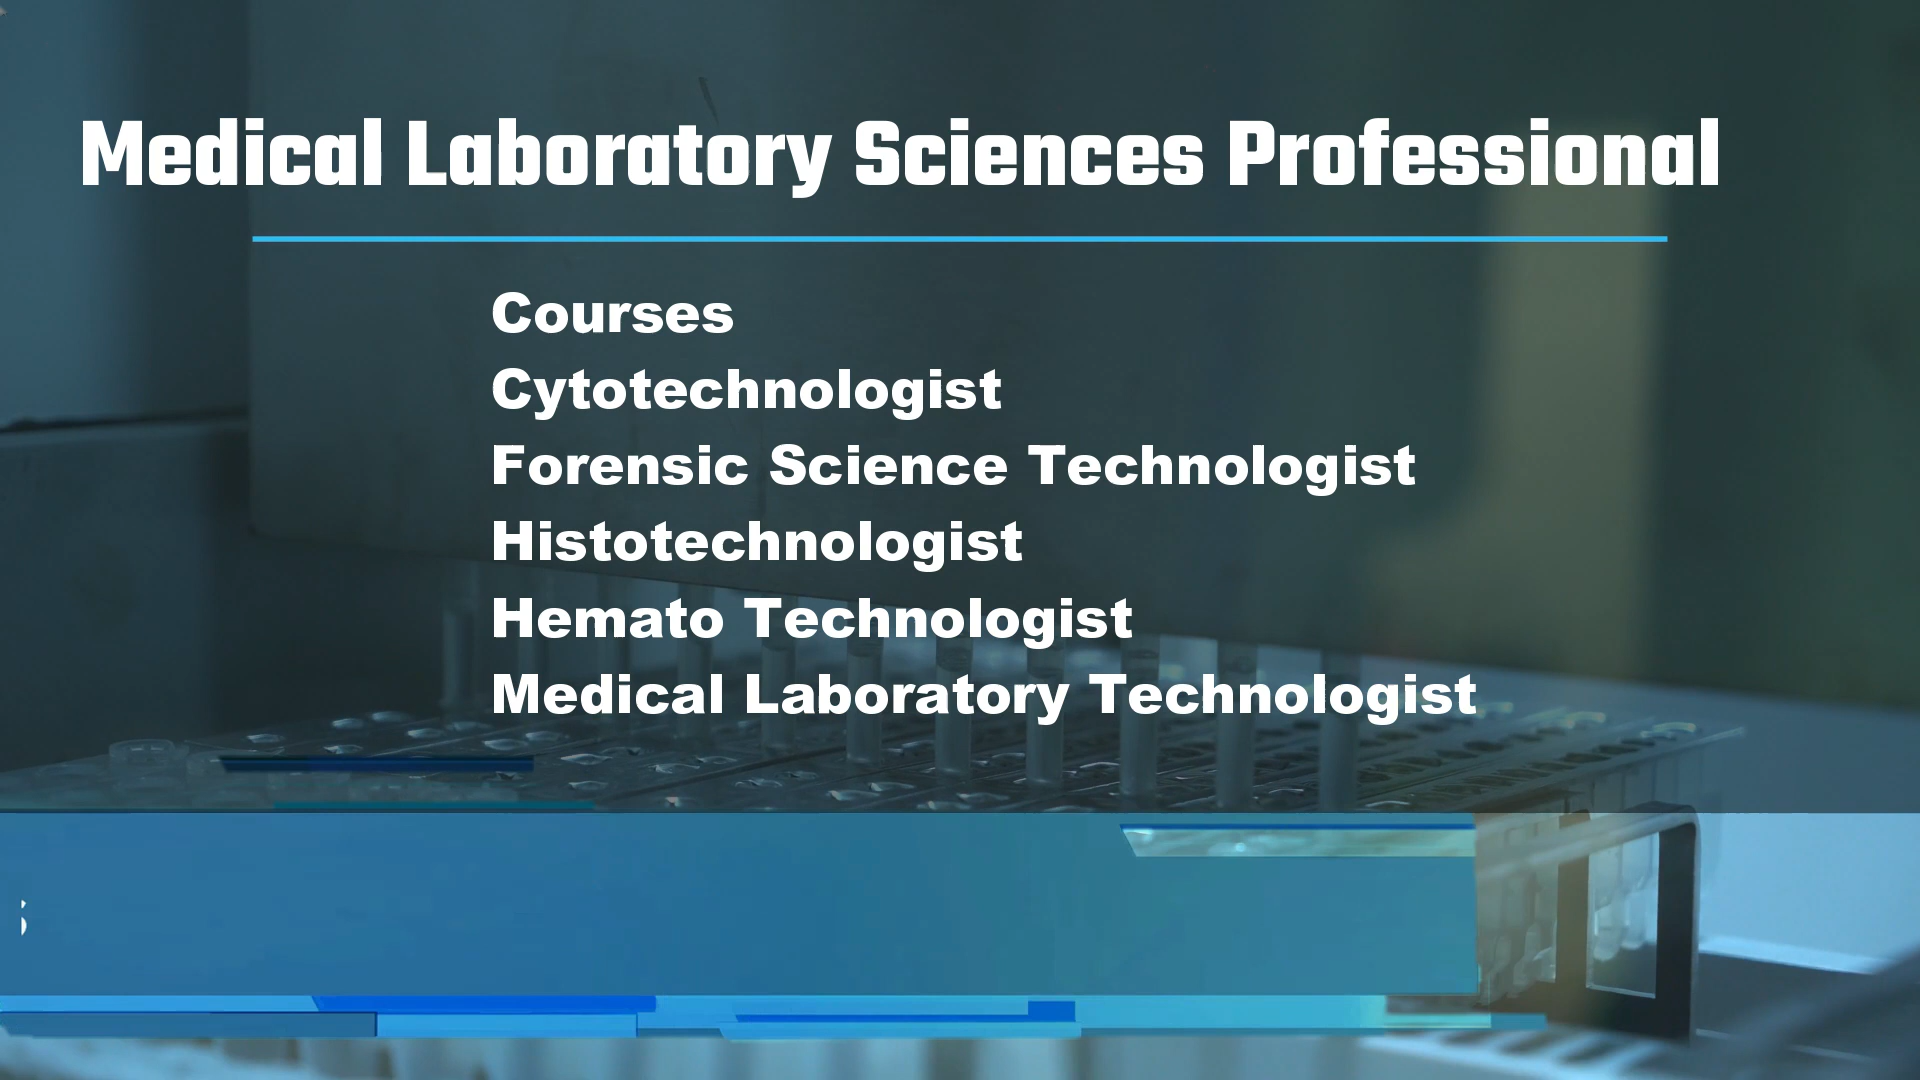 Medical Laboratory Sciences Professional
Courses
Cytotechnologist
Forensic Science Technologist
Histotechnologist
Hemato Technologist
Medical Laboratory Technologist